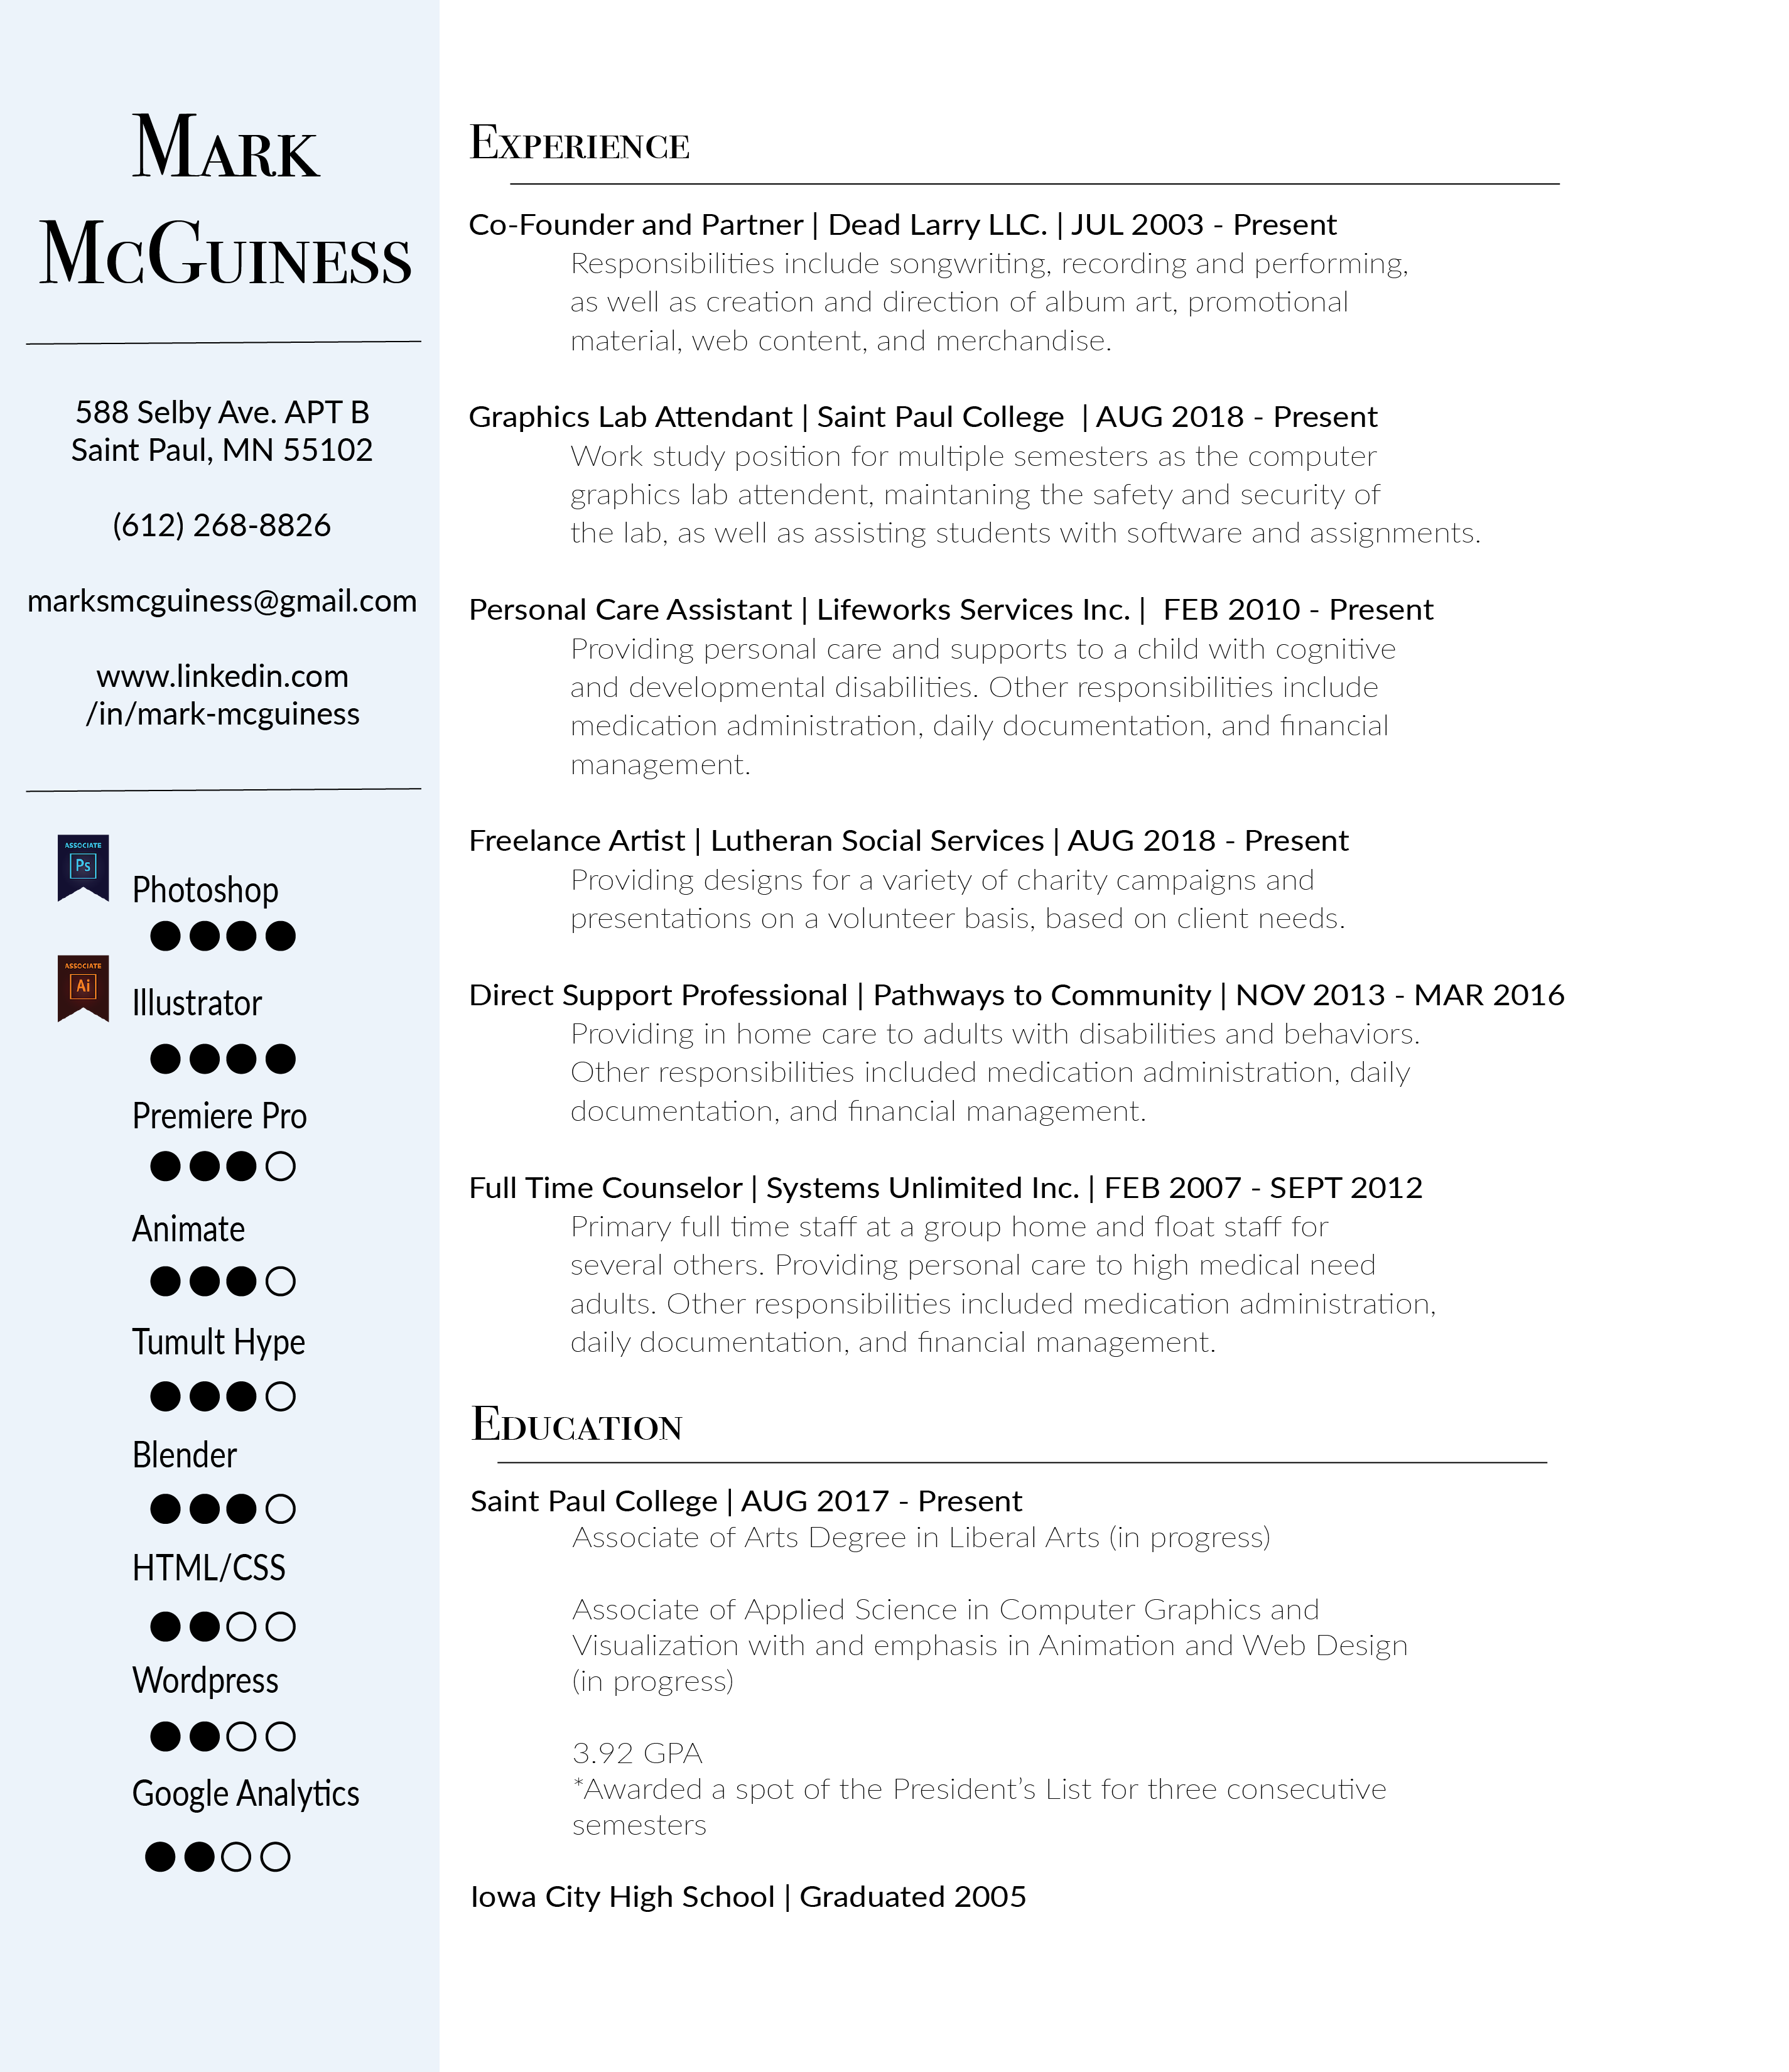 Mark
McGuiness
588 Selby Ave. APT B
Saint Paul, MN 55102
(612) 268-8826
marksmcguiness@gmail.com
www.linkedin.com
/in/mark-mcguiness
ASSOCIATE
Ps
Photoshop
ASSOCIATE
Ai
Illustrator
Premiere Pro
Animate
Tumult Hype
Blender
HTML/CSS
Wordpress
Google Analytics
Experience
Co-Founder and Partner | Dead Larry LLC. | JUL 2003 - Present
Responsibilities include songwriting, recording and performing,
as well as creation and direction of album art, promotional
material, web content, and merchandise.
Graphics Lab Attendant | Saint Paul College | AUG 2018 - Present
Work study position for multiple semesters as the computer
graphics lab attendent, maintaning the safety and security of
the lab, as well as assisting students with software and assignments.
Personal Care Assistant | Lifeworks Services Inc. | FEB 2010 - Present
Providing personal care and supports to a child with cognitive
and developmental disabilities. Other responsibilities include
medication administration, daily documentation, and financial
management.
Freelance Artist | Lutheran Social Services | AUG 2018 - Present
Providing designs for a variety of charity campaigns and
presentations on a volunteer basis, based on client needs.
Direct Support Professional | Pathways to Community | NOV 2013 - MAR 2016
Providing in home care to adults with disabilities and behaviors.
Other responsibilities included medication administration, daily
documentation, and financial management.
Full Time Counselor | Systems Unlimited Inc. | FEB 2007 - SEPT 2012
Primary full time staff at a group home and float staff for
several others. Providing personal care to high medical need
adults. Other responsibilities included medication administration,
daily documentation, and financial management.
Education
Saint Paul College | AUG 2017 - Present
Associate of Arts Degree in Liberal Arts (in progress)
Associate of Applied Science in Computer Graphics and
Visualization with and emphasis in Animation and Web Design
(in progress)
3.92 GPA
*Awarded a spot of the President’s List for three consecutive
semesters
Iowa City High School | Graduated 2005